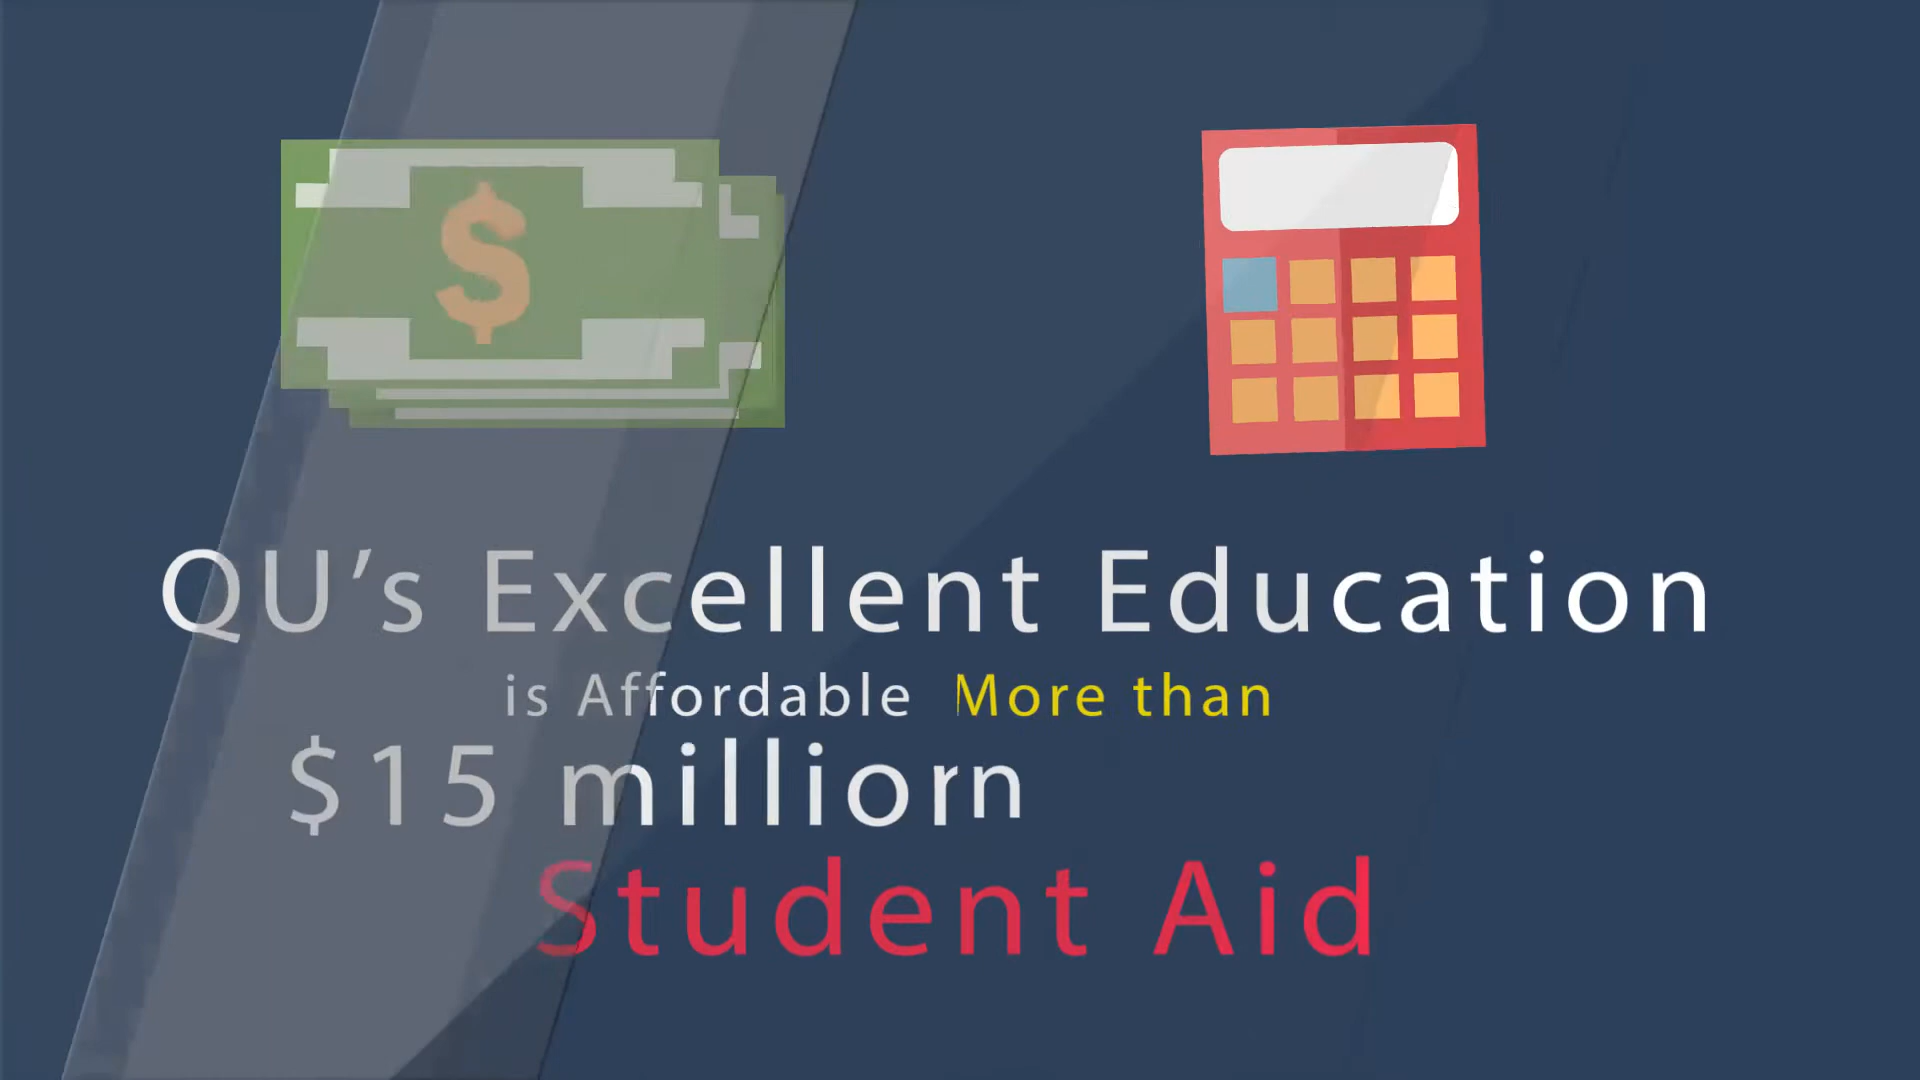 $
QU’s Excellent Education
is Affordable More than
$15 milliorn
Student Aid